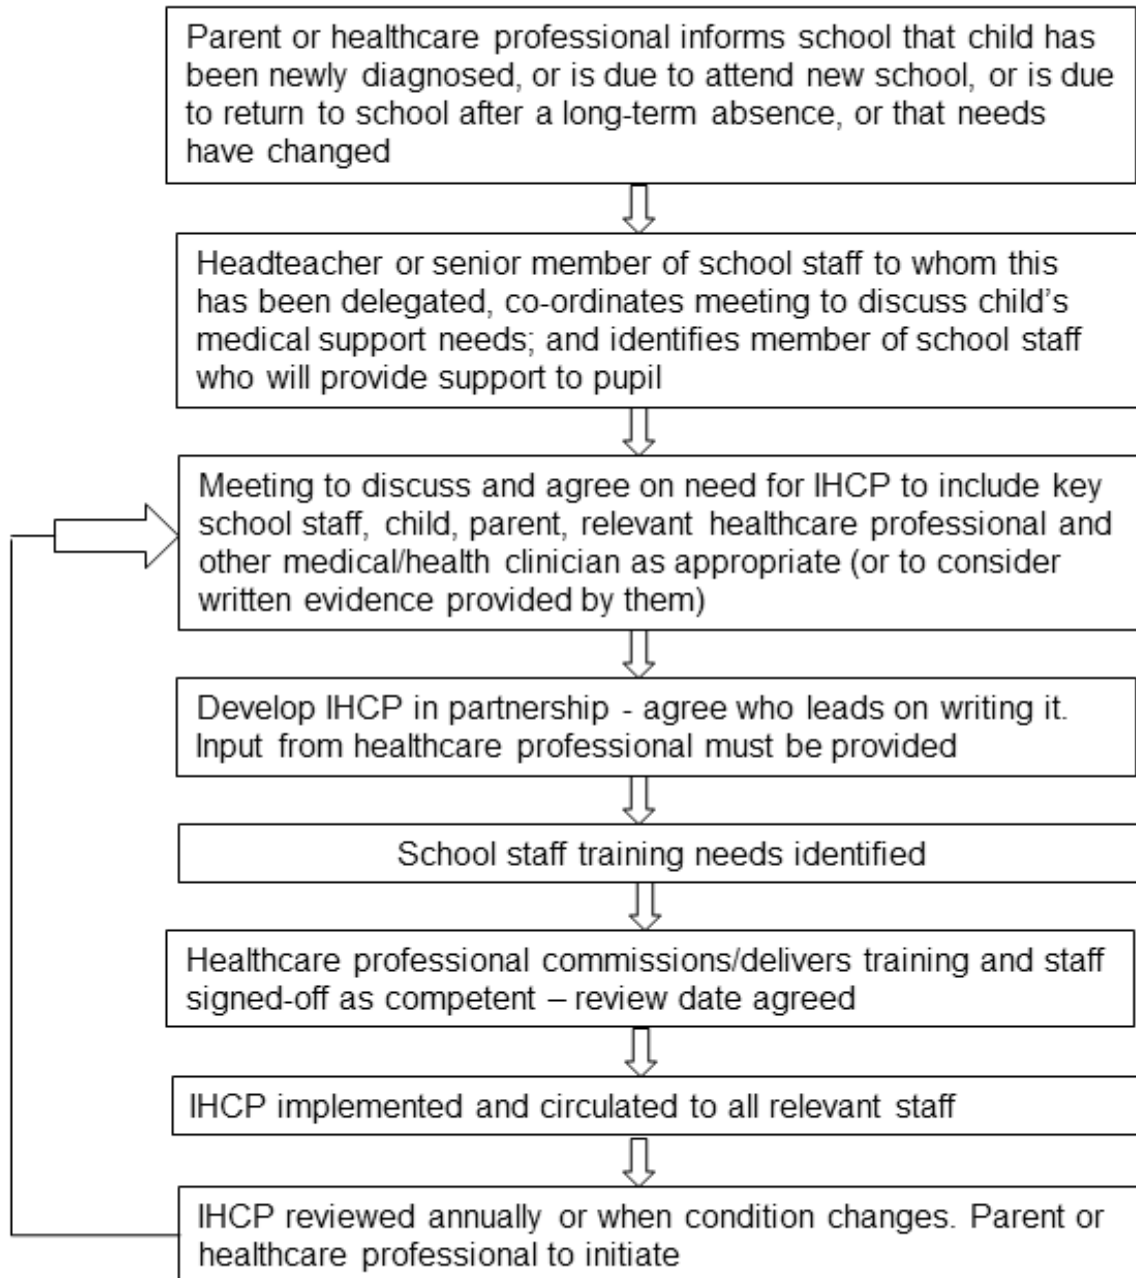 Parent or healthcare professional informs school that child has
been newly diagnosed, or is due to attend new school, or is due
to return to school after a long-term absence, or that needs
have changed
Headteacher or senior member of school staff to whom this
has been delegated, co-ordinates meeting to discuss child's
medical support needs; and identifies member of school staff
who will provide support to pupil
Meeting to discuss and agree on need for IHCP to include key
school staff, child, parent, relevant healthcare professional and
other medical/health clinician as appropriate (or to consider
written evidence provided by them)
Develop IHCP in partnership - agree who leads on writing it.
Input from healthcare professional must be provided
School staff training needs identified
Healthcare professional commissions/delivers training and staff
signed-off as competent – review date agreed
IHCP implemented and circulated to all relevant staff
IHCP reviewed annually or when condition changes. Parent or
healthcare professional to initiate